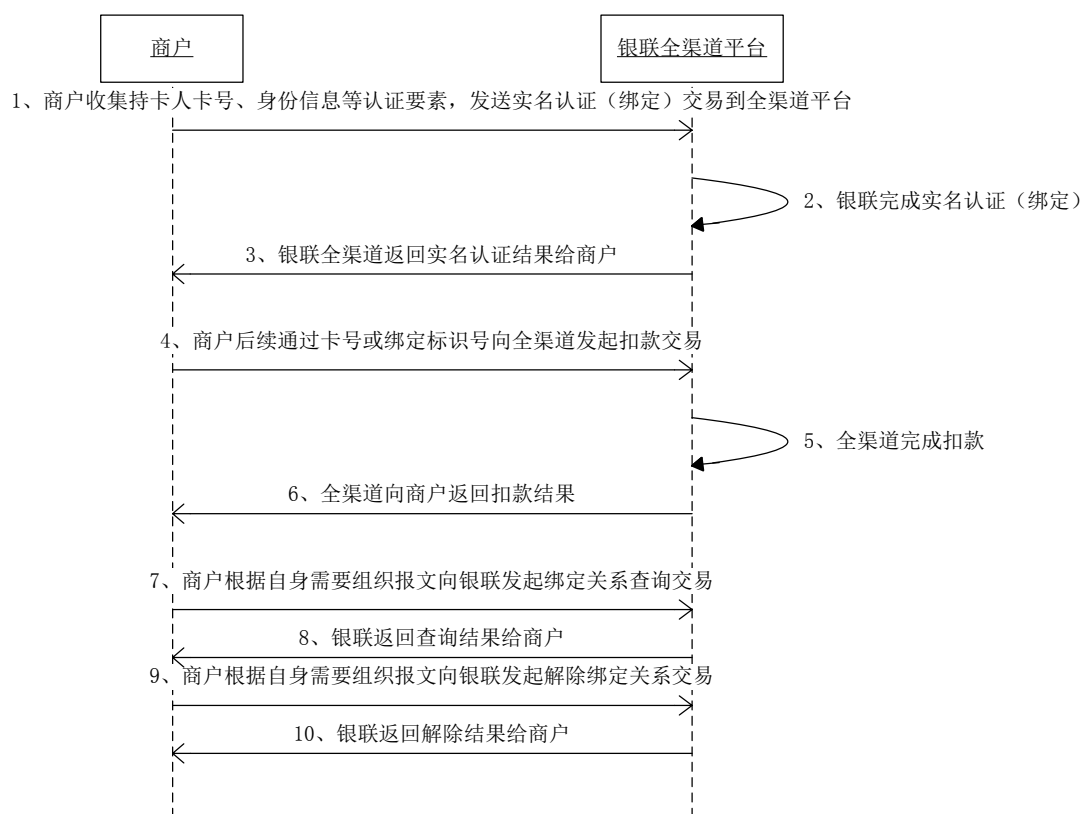 商户
银联全渠道平台
1、商户收集持卡人卡号、身份信息等认证要素，发送实名认证（绑定）交易到全渠道平台
2、银联完成实名认证（绑定）
3、银联全渠道返回实名认证结果给商户
4、商户后续通过卡号或绑定标识号向全渠道发起扣款交易
5、全渠道完成扣款
6、全渠道向商户返回扣款结果
7、商户根据自身需要组织报文向银联发起绑定关系查询交易
8、银联返回查询结果给商户
9、商户根据自身需要组织报文向银联发起解除绑定关系交易
10、银联返回解除结果给商户